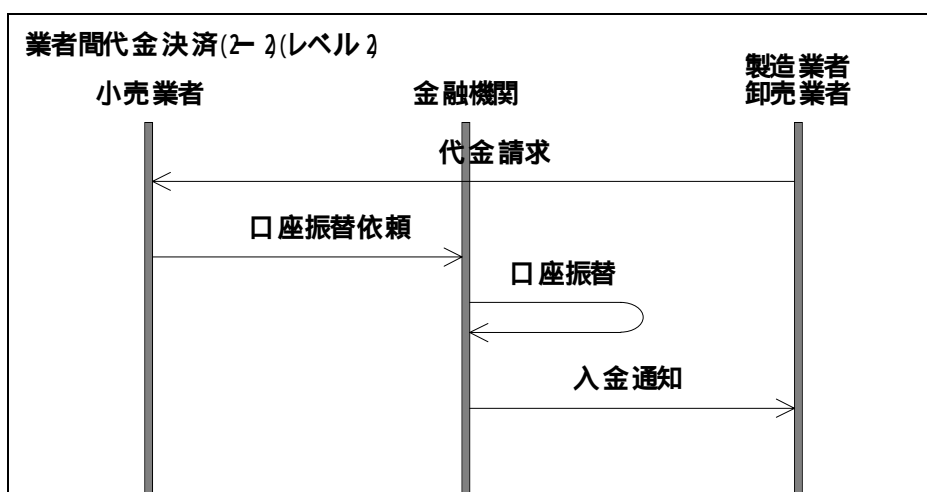 業者間代金決済(2ー2)(レベル2)
小売業者
金融機関
製造業者
卸売業者
代金請求
口座振替依頼
口座振替
入金通知